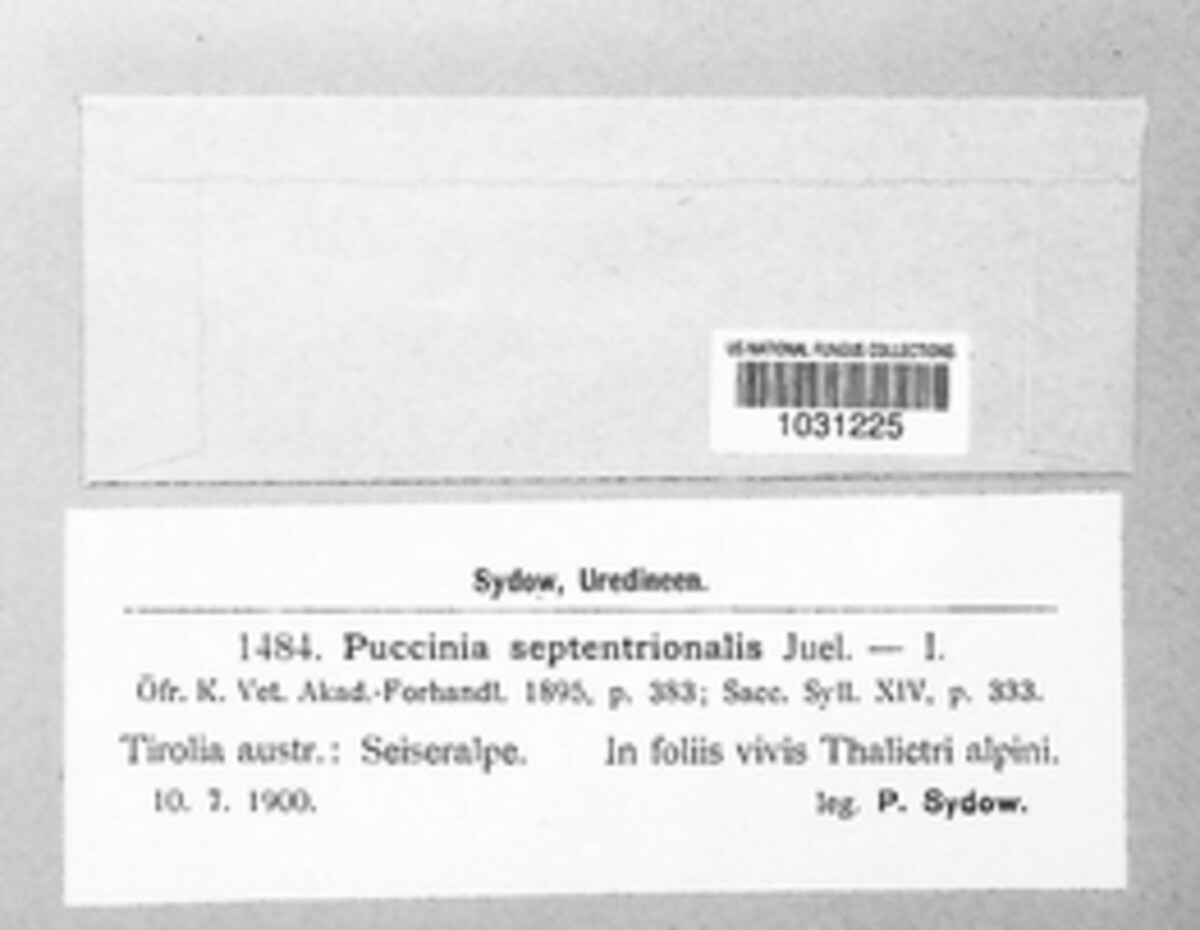 US NATIONAL FUNGUS COLLECTIONS
1031225
Sydow, Uredineen.
1484. Puccinia septentrionalis Juel. — I.
Öfr. K. Vet. Akad.-Forhandl. 1895, p. 383; Sacc. Syll. XIV, p. 333.
Tirolia austr.: Seiseralpe. In foliis vivis Thalictri alpini.
10. 7. 1900. leg. P. Sydow.